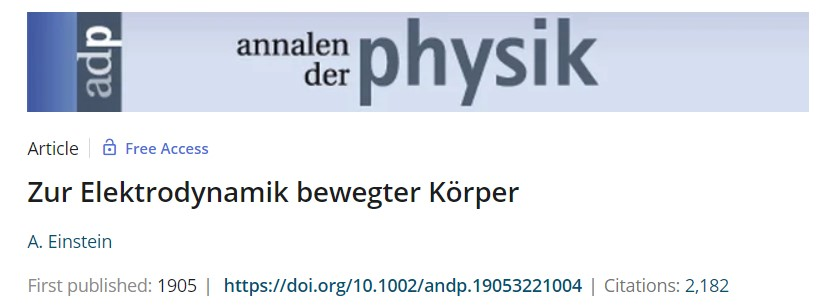 adp
annalen
der physik
Article | Free Access
Zur Elektrodynamik bewegter Körper
A. Einstein
First published: 1905 | https://doi.org/10.1002/andp.19053221004 | Citations: 2,182